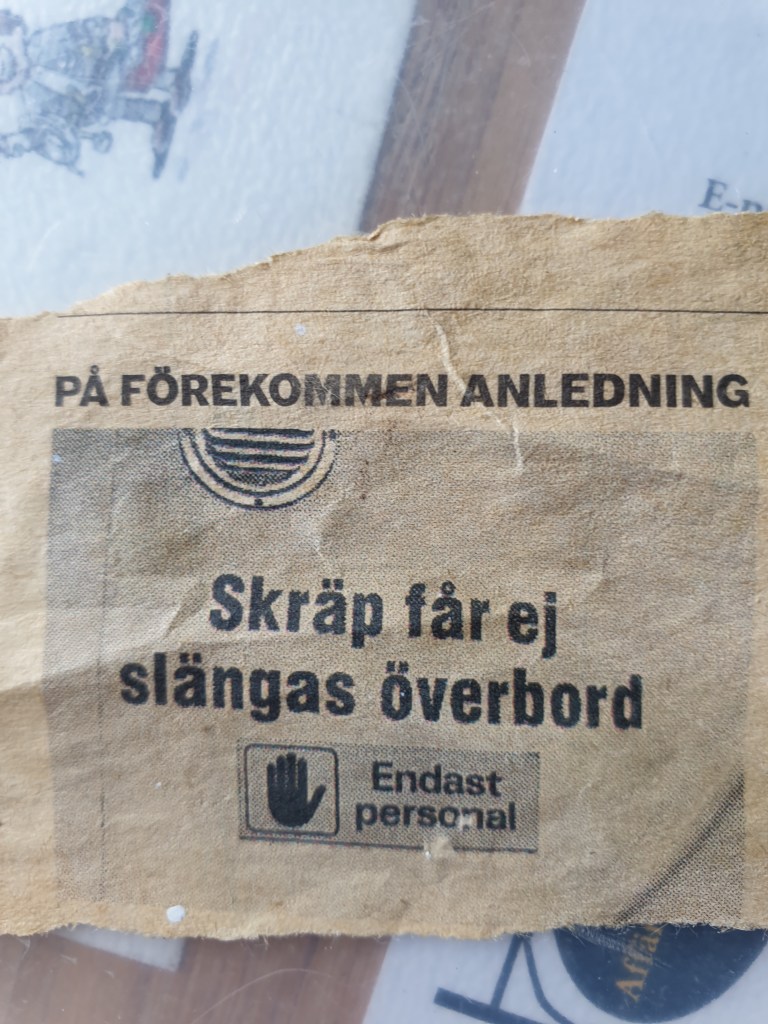 PÅ FÖREKOMMEN ANLEDNING
Skräp får ej
slängas överbord
Endast
personal